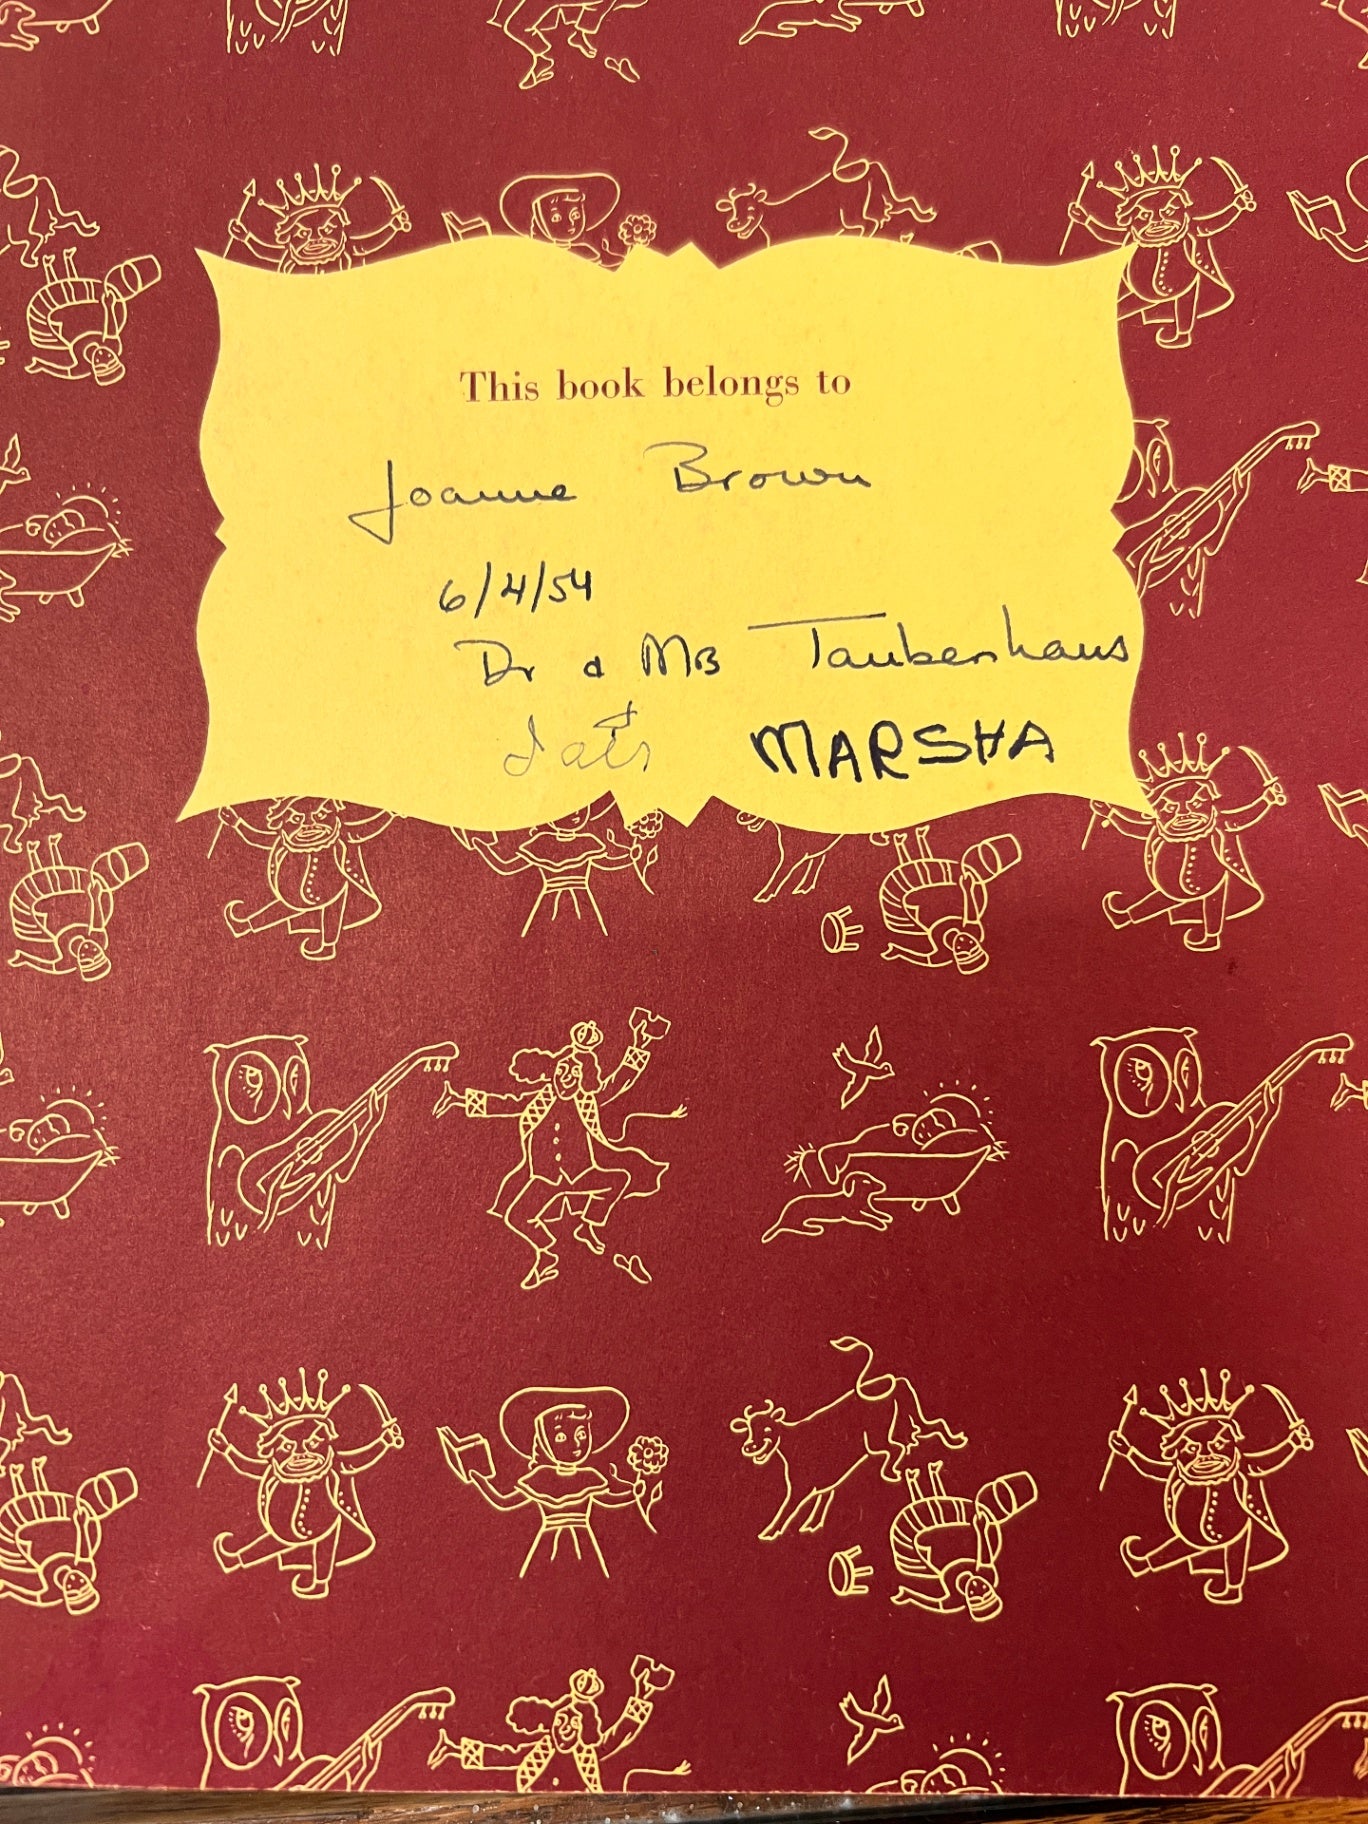 This book belongs to
Joanne Brown
6/4/54
Dr & Mrs Taubenhaus
MARSHA